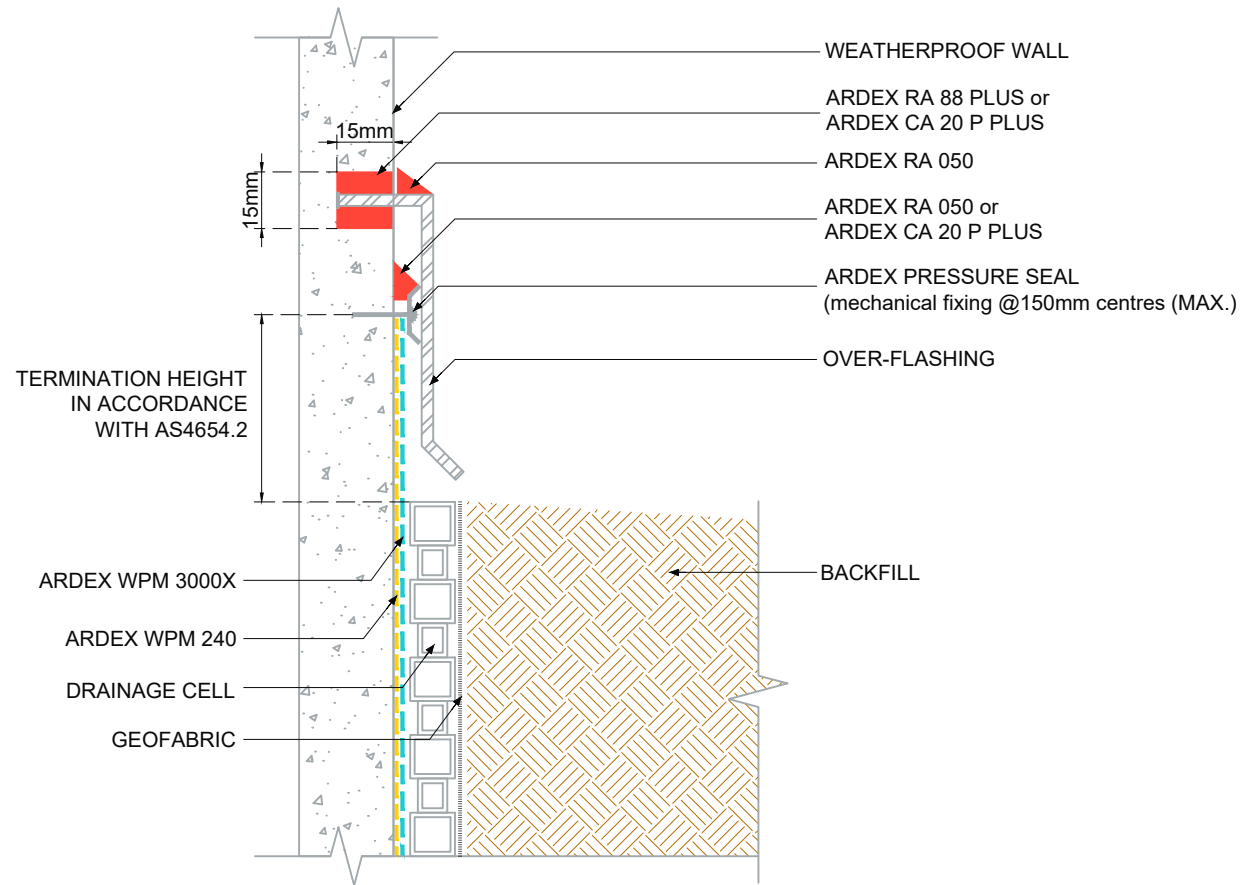 WEATHERPROOF WALL
ARDEX RA 88 PLUS or
ARDEX CA 20 P PLUS
15mm
ARDEX RA 050
15mm
ARDEX RA 050 or
ARDEX CA 20 P PLUS
ARDEX PRESSURE SEAL
(mechanical fixing @150mm centres (MAX.)
OVER-FLASHING
TERMINATION HEIGHT
IN ACCORDANCE
WITH AS4654.2
ARDEX WPM 3000X
BACKFILL
ARDEX WPM 240
DRAINAGE CELL
GEOFABRIC